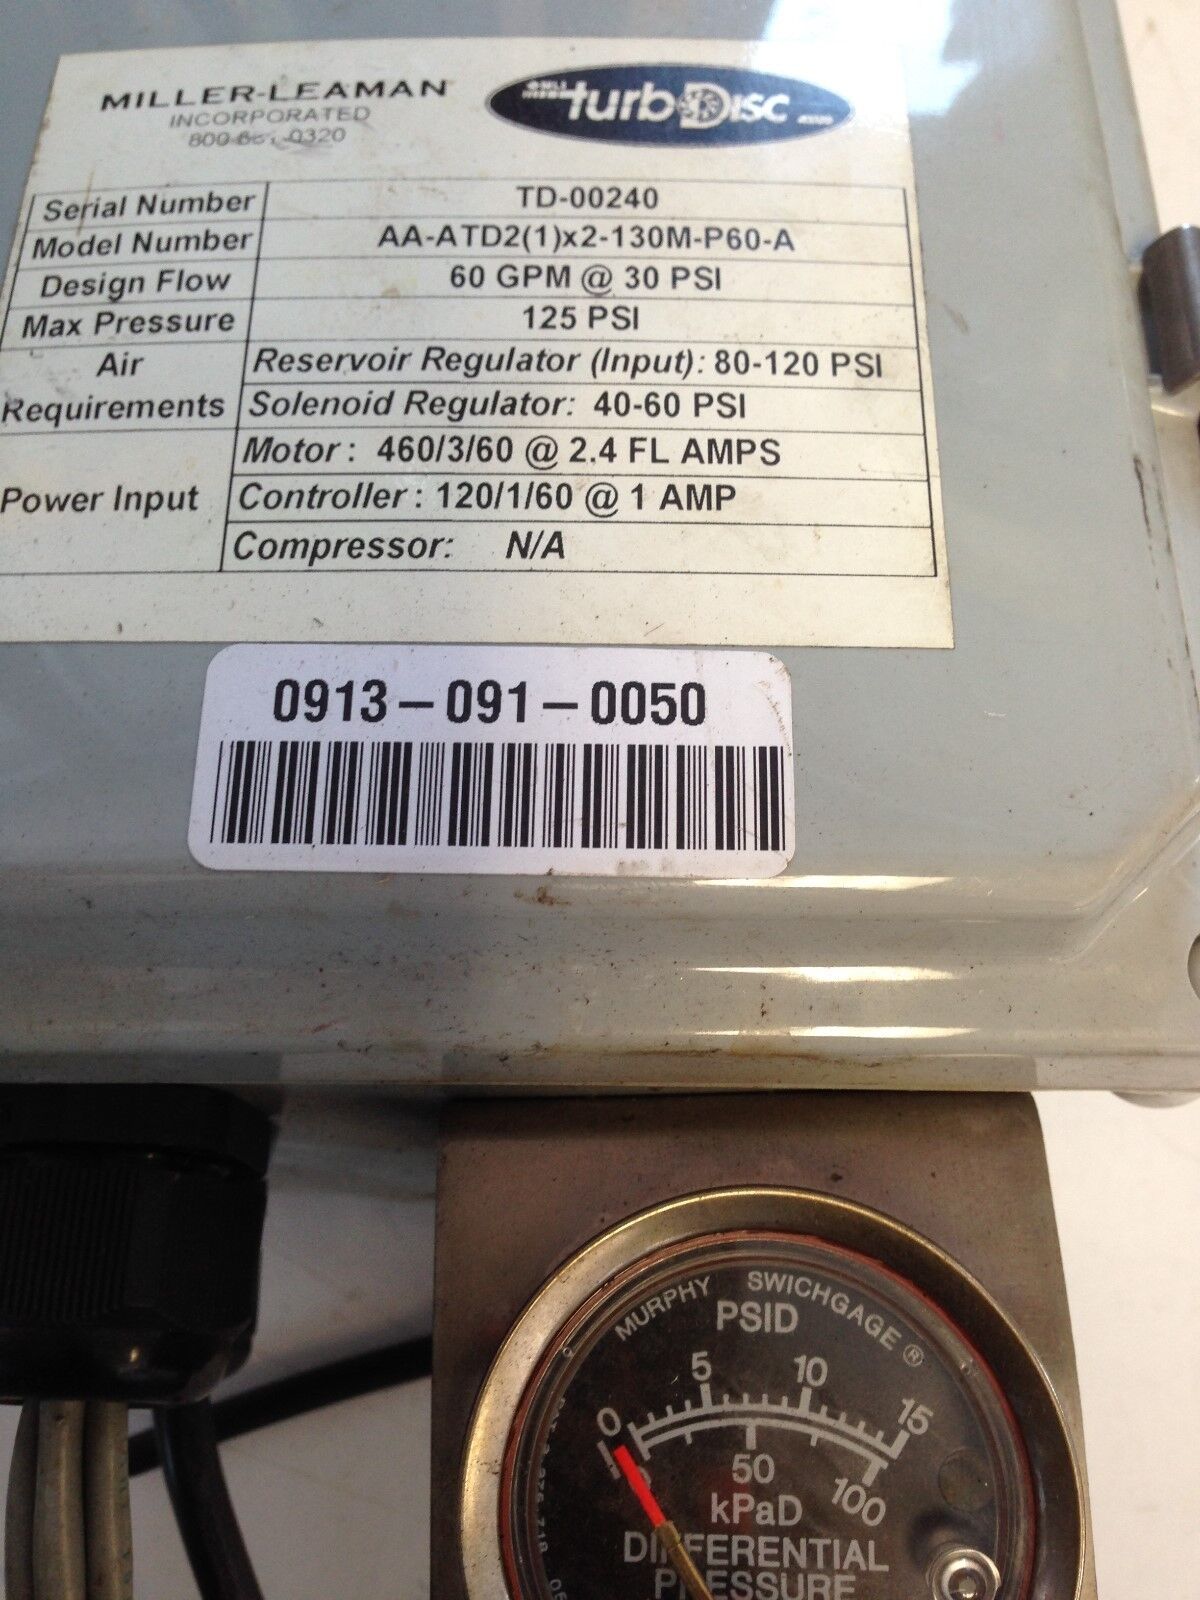 MILLER-LEAMAN
INCORPORATED
turbODisc
Serial Number TD-00240
Model Number AA-ATD2(1)x2-130M-P60-A
Design Flow 60 GPM @ 30 PSI
Max Pressure 125 PSI
Air Requirements
Reservoir Regulator (Input): 80-120 PSI
Solenoid Regulator: 40-60 PSI
Power Input
Motor: 460/3/60 @ 2.4 FL AMPS
Controller: 120/1/60 @ 1 AMP
Compressor: N/A
0913-091-0050
MURPHY SWICHGAGE®
PSID
0 5 10 15
0 50 100
kPaD
DIFFERENTIAL
PRESSURE